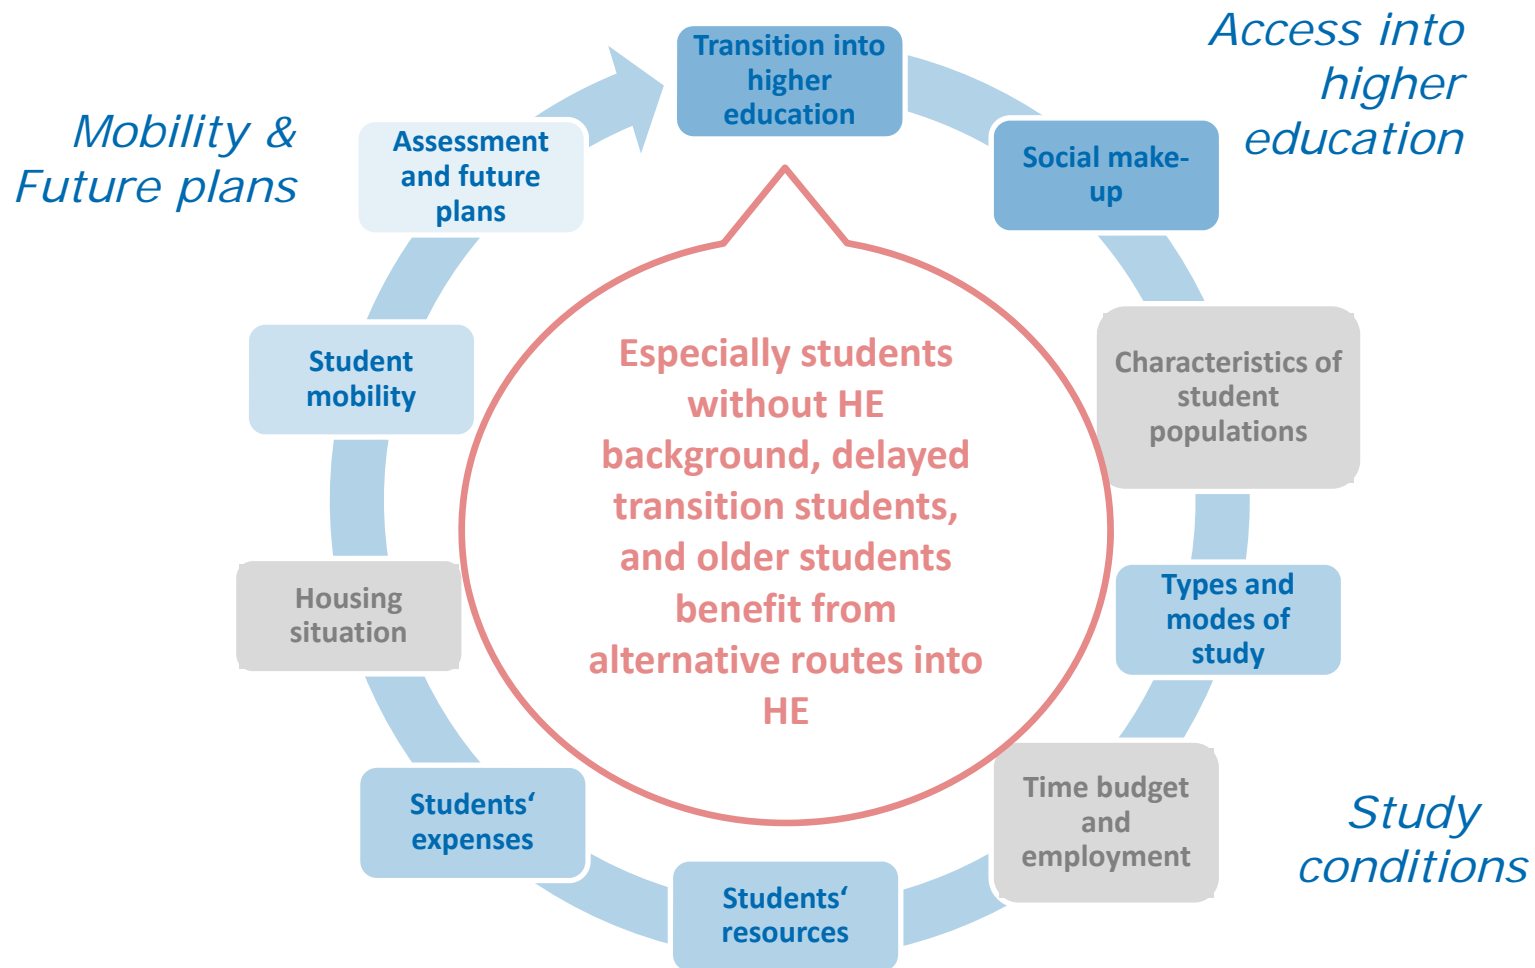 Transition into
higher
education
Access into
higher
education
Social make-
up
Characteristics of
student
populations
Types and
modes of
study
Time budget
and
employment
Study
conditions
Students‘
resources
Students‘
expenses
Housing
situation
Student
mobility
Assessment
and future
plans
Mobility &
Future plans
Especially students
without HE
background, delayed
transition students,
and older students
benefit from
alternative routes into
HE